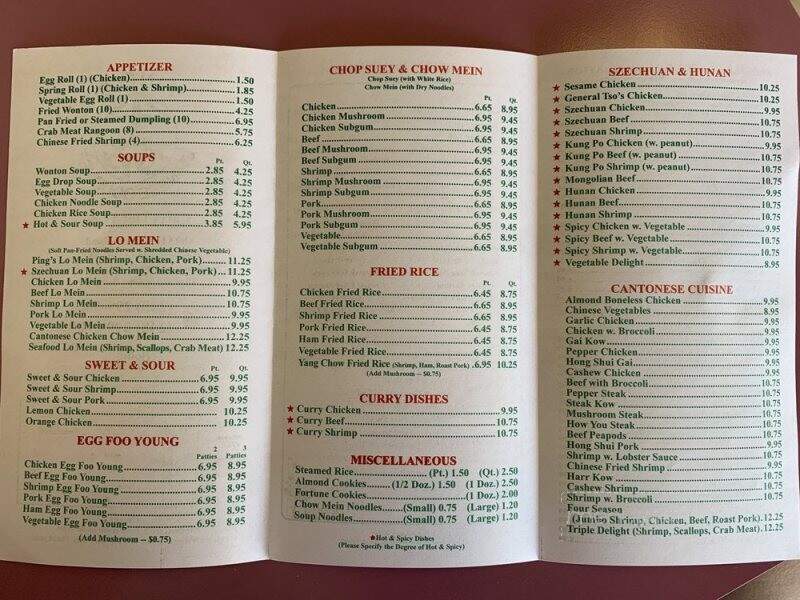 APPETIZER
Egg Roll (1) (Chicken) 1.50
Spring Roll (1) (Chicken & Shrimp) 1.85
Vegetable Egg Roll (1) 1.50
Fried Wonton (10) 4.25
Pan Fried or Steamed Dumpling (10) 6.95
Crab Meat Rangoon (8) 5.75
Chinese Fried Shrimp (4) 6.25
SOUPS
Pt. Qt.
Wonton Soup 2.85 4.25
Egg Drop Soup 2.85 4.25
Vegetable Soup 2.85 4.25
Chicken Noodle Soup 2.85 4.25
Chicken Rice Soup 2.85 4.25
★ Hot & Sour Soup 3.85 5.95
LO MEIN
(Soft Pan-Fried Noodles Served w. Shredded Chinese Vegetable)
Ping's Lo Mein (Shrimp, Chicken, Pork) 11.25
★ Szechuan Lo Mein (Shrimp, Chicken, Pork) 11.25
Chicken Lo Mein 9.95
Beef Lo Mein 10.75
Shrimp Lo Mein 10.75
Pork Lo Mein 9.95
Vegetable Lo Mein 9.95
Cantonese Chicken Chow Mein 12.25
Seafood Lo Mein (Shrimp, Scallops, Crab Meat) 12.25
SWEET & SOUR
Pt. Qt.
Sweet & Sour Chicken 6.95 9.95
Sweet & Sour Shrimp 6.95 9.95
Sweet & Sour Pork 6.95 9.95
Lemon Chicken 10.25
Orange Chicken 10.25
EGG FOO YOUNG
2 Patties 3 Patties
Chicken Egg Foo Young 6.95 8.95
Beef Egg Foo Young 6.95 8.95
Shrimp Egg Foo Young 6.95 8.95
Pork Egg Foo Young 6.95 8.95
Ham Egg Foo Young 6.95 8.95
Vegetable Egg Foo Young 6.95 8.95
(Add Mushroom -- $0.75)
CHOP SUEY & CHOW MEIN
Chop Suey (with White Rice)
Chow Mein (with Dry Noodles)
Pt. Qt.
Chicken 6.65 8.95
Chicken Mushroom 6.65 9.45
Chicken Subgum 6.65 9.45
Beef 6.65 8.95
Beef Mushroom 6.65 9.45
Beef Subgum 6.65 9.45
Shrimp 6.65 8.95
Shrimp Mushroom 6.65 9.45
Shrimp Subgum 6.65 9.45
Pork 6.65 8.95
Pork Mushroom 6.65 9.45
Pork Subgum 6.65 9.45
Vegetable 6.65 8.95
Vegetable Subgum 6.65 8.95
FRIED RICE
Pt. Qt.
Chicken Fried Rice 6.45 8.75
Beef Fried Rice 6.45 8.75
Shrimp Fried Rice 6.45 8.75
Pork Fried Rice 6.45 8.75
Ham Fried Rice 6.45 8.75
Vegetable Fried Rice 6.45 8.75
Yang Chow Fried Rice (Shrimp, Ham, Roast Pork) 6.95 10.25
(Add Mushroom -- $0.75)
CURRY DISHES
★ Curry Chicken 9.95
★ Curry Beef 10.75
★ Curry Shrimp 10.75
MISCELLANEOUS
Steamed Rice (Pt.) 1.50 (Qt.) 2.50
Almond Cookies (1/2 Doz.) 1.50 (1 Doz.) 2.50
Fortune Cookies (1 Doz.) 2.00
Chow Mein Noodles (Small) 0.75 (Large) 1.20
Soup Noodles (Small) 0.75 (Large) 1.20
★Hot & Spicy Dishes
(Please Specify the Degree of Hot & Spicy)
SZECHUAN & HUNAN
★ Sesame Chicken 10.25
★ General Tso's Chicken 10.25
★ Szechuan Chicken 9.95
★ Szechuan Beef 10.75
★ Szechuan Shrimp 10.75
★ Kung Po Chicken (w. peanut) 9.95
★ Kung Po Beef (w. peanut) 10.75
★ Kung Po Shrimp (w. peanut) 10.75
★ Mongolian Beef 10.75
★ Hunan Chicken 9.95
★ Hunan Beef 10.75
★ Hunan Shrimp 10.75
★ Spicy Chicken w. Vegetable 9.95
★ Spicy Beef w. Vegetable 10.75
★ Spicy Shrimp w. Vegetable 10.75
★ Vegetable Delight 8.95
CANTONESE CUISINE
Almond Boneless Chicken 9.95
Chinese Vegetables 8.95
Garlic Chicken 9.95
Chicken w. Broccoli 9.95
Gai Kow 9.95
Pepper Chicken 9.95
Hong Shui Gai 9.95
Cashew Chicken 9.95
Beef with Broccoli 10.75
Pepper Steak 10.75
Steak Kow 10.75
Mushroom Steak 10.75
How You Steak 10.75
Beef Peapods 10.75
Hong Shui Pork 9.95
Shrimp w. Lobster Sauce 10.75
Chinese Fried Shrimp 9.95
Harr Kow 10.75
Cashew Shrimp 10.75
Shrimp w. Broccoli 10.75
Four Season
(Jumbo Shrimp, Chicken, Beef, Roast Pork) 12.25
Triple Delight (Shrimp, Scallops, Crab Meat) 12.25